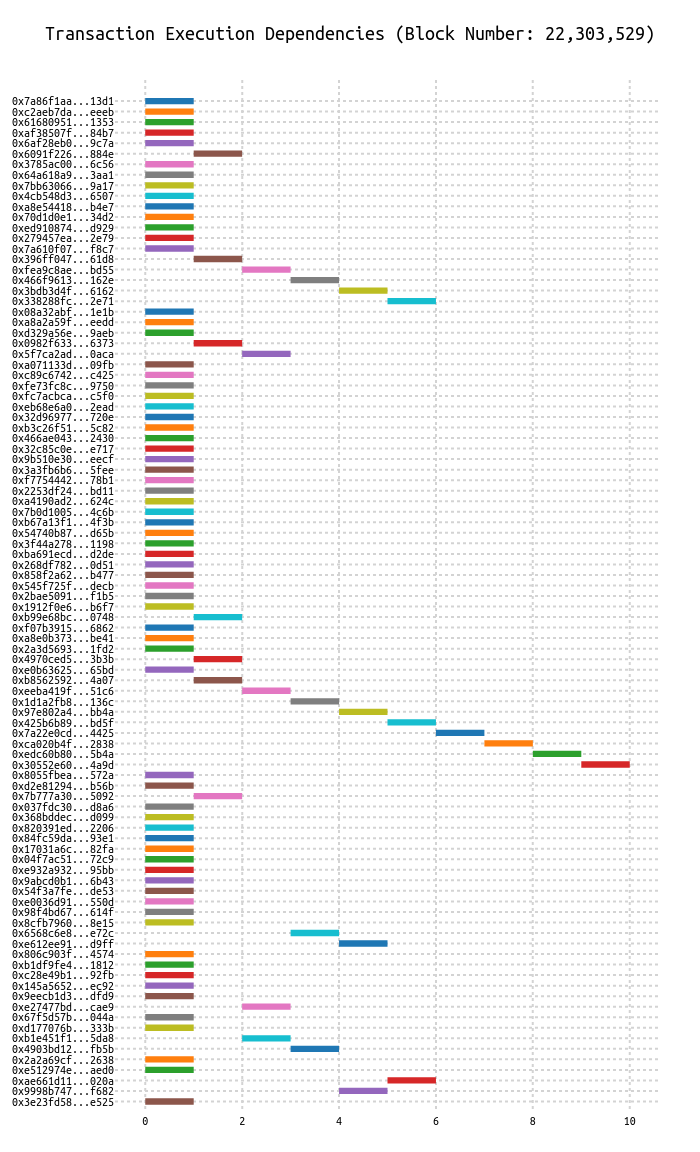 Transaction Execution Dependencies (Block Number: 22,303,529)
0x7a86f1aa...13d1
0xc2aeb7da...eeeb
0x61680951...1353
0xaf38507f...84b7
0x6af28eb0...9c7a
0x6091f226...884e
0x3785ac00...6c56
0x64a618a9...3aa1
0x7bb63066...9a17
0x4cb548d3...6507
0xa8e54418...b4e7
0x70d1d0e1...34d2
0xed910874...d929
0x279457ea...2e79
0x7a610f07...f8c7
0x396ff047...61d8
0xfea9c8ae...bd55
0x466f9613...162e
0x3bdb3d4f...6162
0x338288fc...2e71
0x08a32abf...1e1b
0xa8a2a59f...eedd
0xd329a56e...9aeb
0x0982f633...6373
0x5f7ca2ad...0aca
0xa071133d...09fb
0xc89c6742...c425
0xfe73fc8c...9750
0xfc7acbca...c5f0
0xeb68e6a0...2ead
0x32d96977...720e
0xb3c26f51...5c82
0x466ae043...2430
0x32c85c0e...e717
0x9b510e30...eecf
0x3a3fb6b6...5fee
0xf7754442...78b1
0x2253df24...bd11
0xa4190ad2...624c
0x7b0d1005...4c6b
0xb67a13f1...4f3b
0x54740b87...d65b
0x3f44a278...1198
0xba691ecd...d2de
0x268df782...0d51
0x858f2a62...b477
0x545f725f...decb
0x2bae5091...f1b5
0x1912f0e6...b6f7
0xb99e68bc...0748
0xf07b3915...6862
0xa8e0b373...be41
0x2a3d5693...1fd2
0x4970ced5...3b3b
0xe0b63625...65bd
0xb8562592...4a07
0xeeba419f...51c6
0x1d1a2fb8...136c
0x97e802a4...bb4a
0x425b6b89...bd5f
0x7a22e0cd...4425
0xca020b4f...2838
0xedc60b80...5b4a
0x30552e60...4a9d
0x8055fbea...572a
0xd2e81294...b56b
0x7b777a30...5092
0x037fdc30...d8a6
0x368bddec...d099
0x820391ed...2206
0x84fc59da...93e1
0x17031a6c...82fa
0x04f7ac51...72c9
0xe932a932...95bb
0x9abcd0b1...6b43
0x54f3a7fe...de53
0xe0036d91...550d
0x98f4bd67...614f
0x8cfb7960...8e15
0x6568c6e8...e72c
0xe612ee91...d9ff
0x806c903f...4574
0xb1df9fe4...1812
0xc28e49b1...92fb
0x145a5652...ec92
0x9eecb1d3...dfd9
0xe27477bd...cae9
0x67f5d57b...044a
0xd177076b...333b
0xb1e451f1...5da8
0x4903bd12...fb5b
0x2a2a69cf...2638
0xe512974e...aed0
0xae661d11...020a
0x9998b747...f682
0x3e23fd58...e525
0 2 4 6 8 10